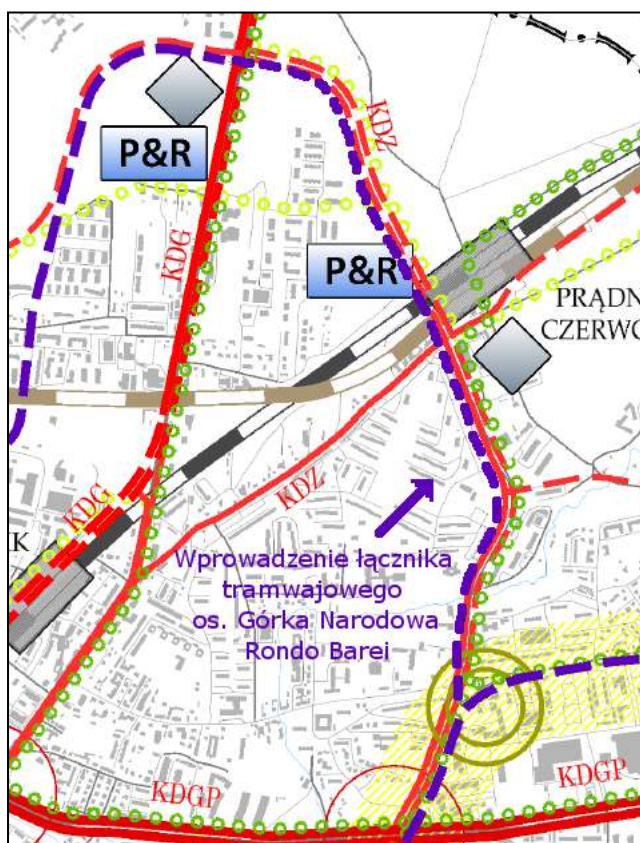 KDZ
P&R
KDG
P&R
PRĄDN
CZERWO
KDG
KDZ
K
Wprowadzenie łącznika
tramwajowego
os. Górka Narodowa
Rondo Barei
KDGP
KDGP